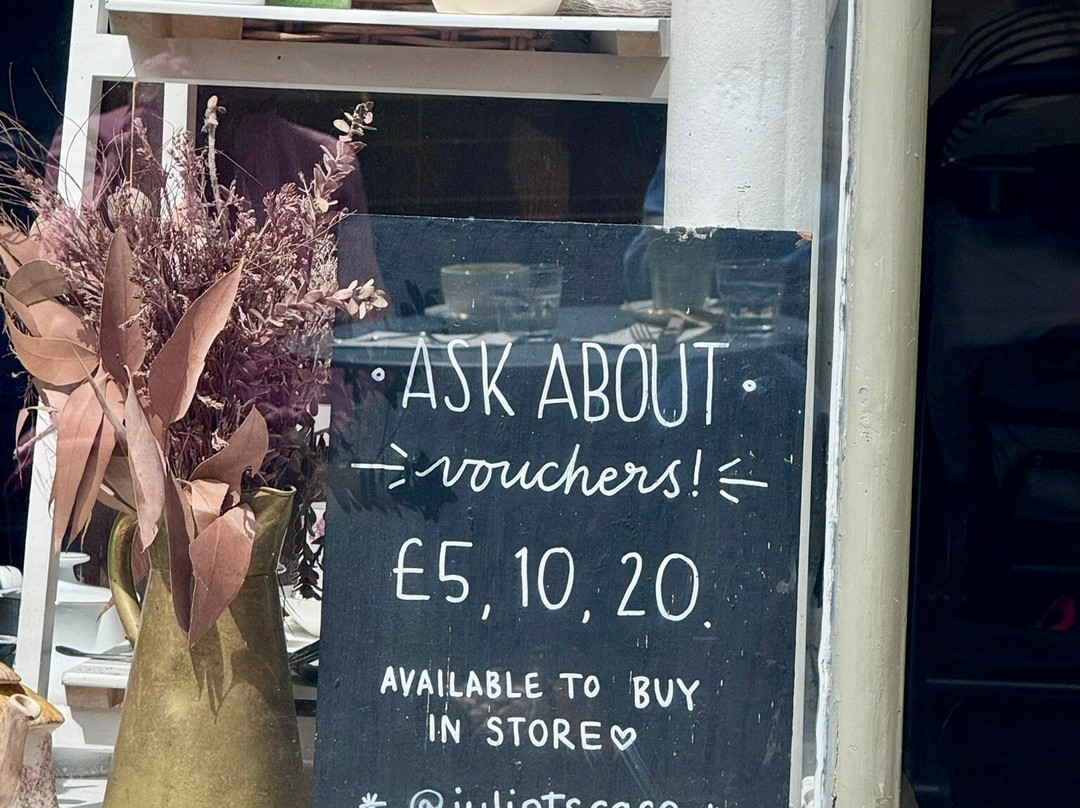 ASK ABOUT
vouchers!
£5, 10, 20.
AVAILABLE TO BUY
IN STORE♡